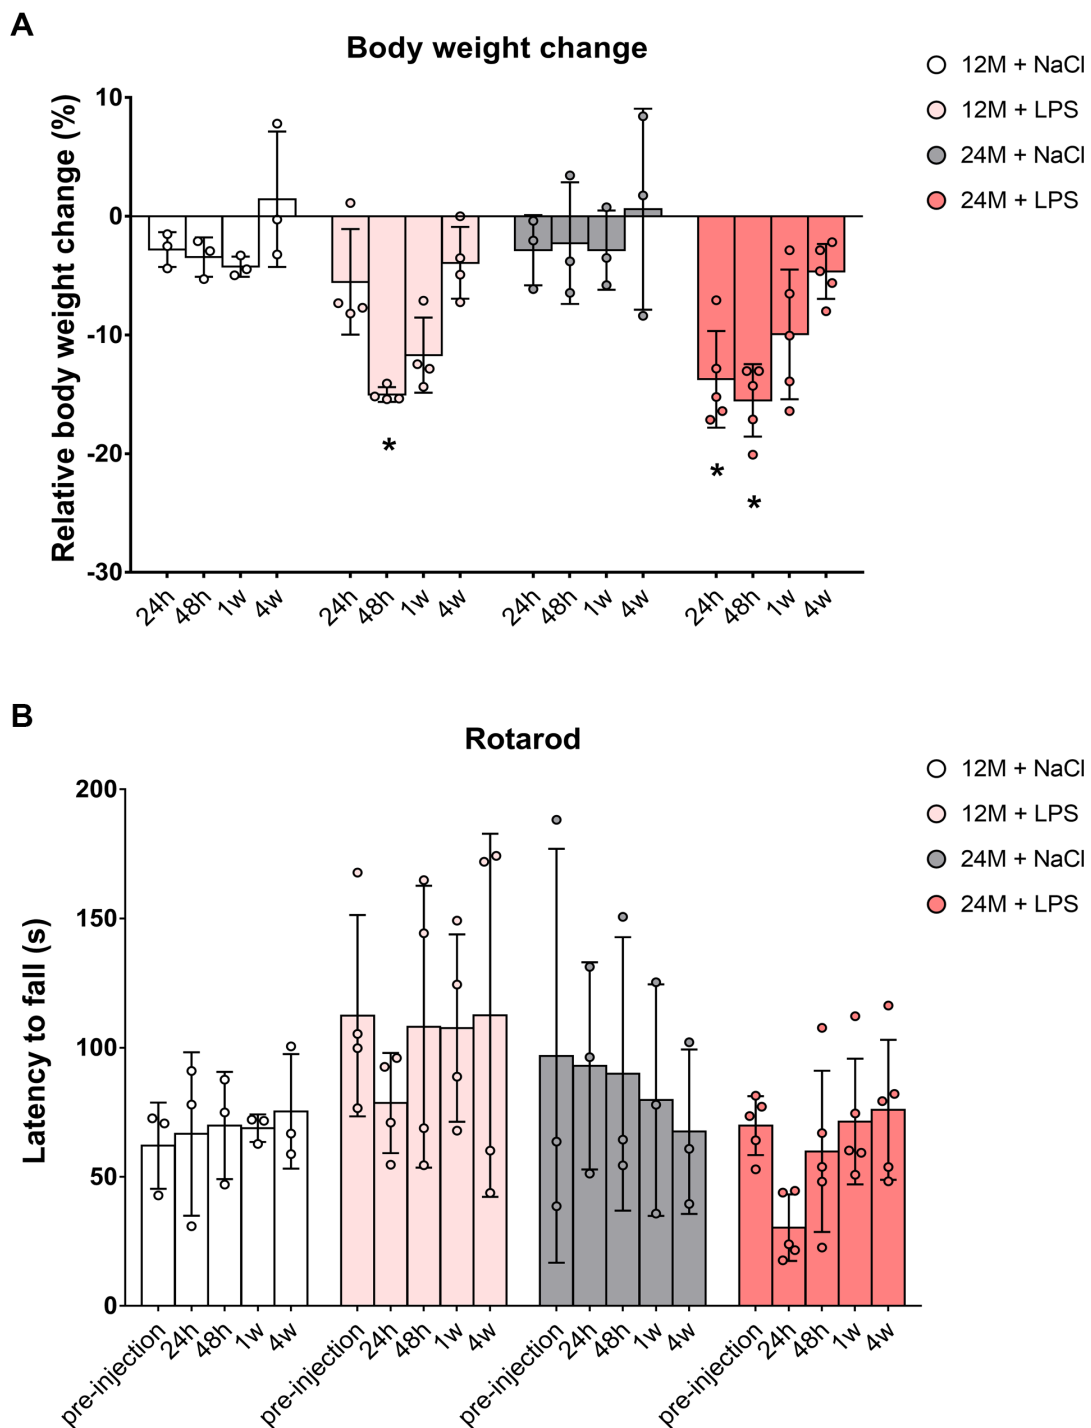 A
Body weight change
12M + NaCl
12M + LPS
24M + NaCl
24M + LPS
Relative body weight change (%)
10
0
-10
-20
-30
* * *
24h 48h 1w 4w 24h 48h 1w 4w 24h 48h 1w 4w 24h 48h 1w 4w
B
Rotarod
12M + NaCl
12M + LPS
24M + NaCl
24M + LPS
Latency to fall (s)
200
150
100
50
0
pre-injection 24h 48h 1w 4w pre-injection 24h 48h 1w 4w pre-injection 24h 48h 1w 4w pre-injection 24h 48h 1w 4w